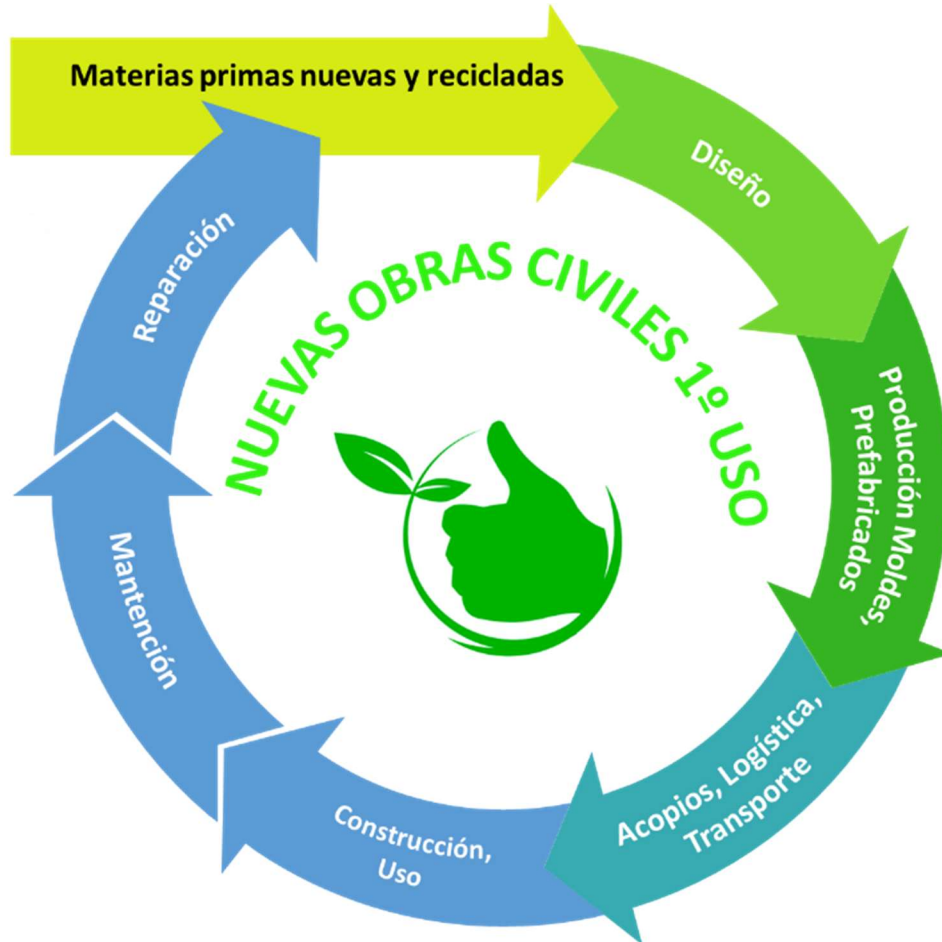 Materias primas nuevas y recicladas
Diseño
Producción Moldes,
Prefabricados
Acopios, Logística,
Transporte
Construcción,
Uso
Mantención
Reparación
NUEVAS OBRAS CIVILES 1º USO